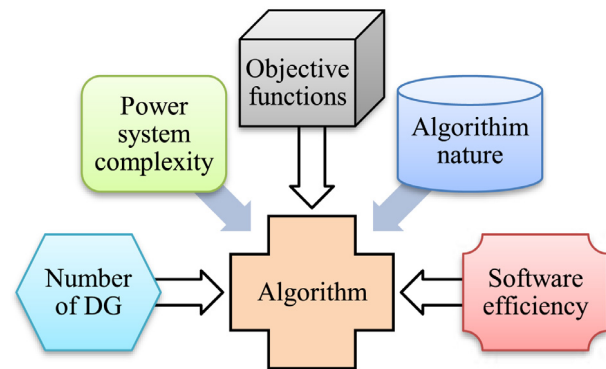 Objective
functions
Power
system
complexity
Algorithim
nature
Number
of DG
Algorithm
Software
efficiency